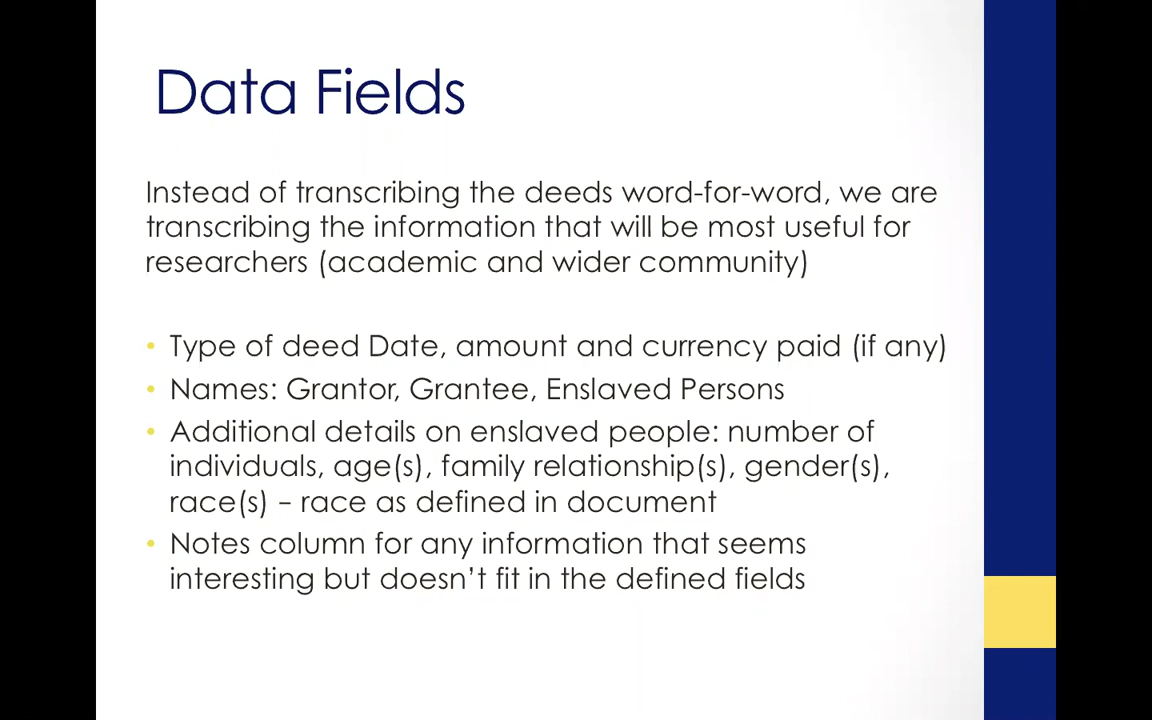 Data Fields
Instead of transcribing the deeds word-for-word, we are
transcribing the information that will be most useful for
researchers (academic and wider community)
• Type of deed Date, amount and currency paid (if any)
• Names: Grantor, Grantee, Enslaved Persons
• Additional details on enslaved people: number of
individuals, age(s), family relationship(s), gender(s),
race(s) – race as defined in document
• Notes column for any information that seems
interesting but doesn’t fit in the defined fields